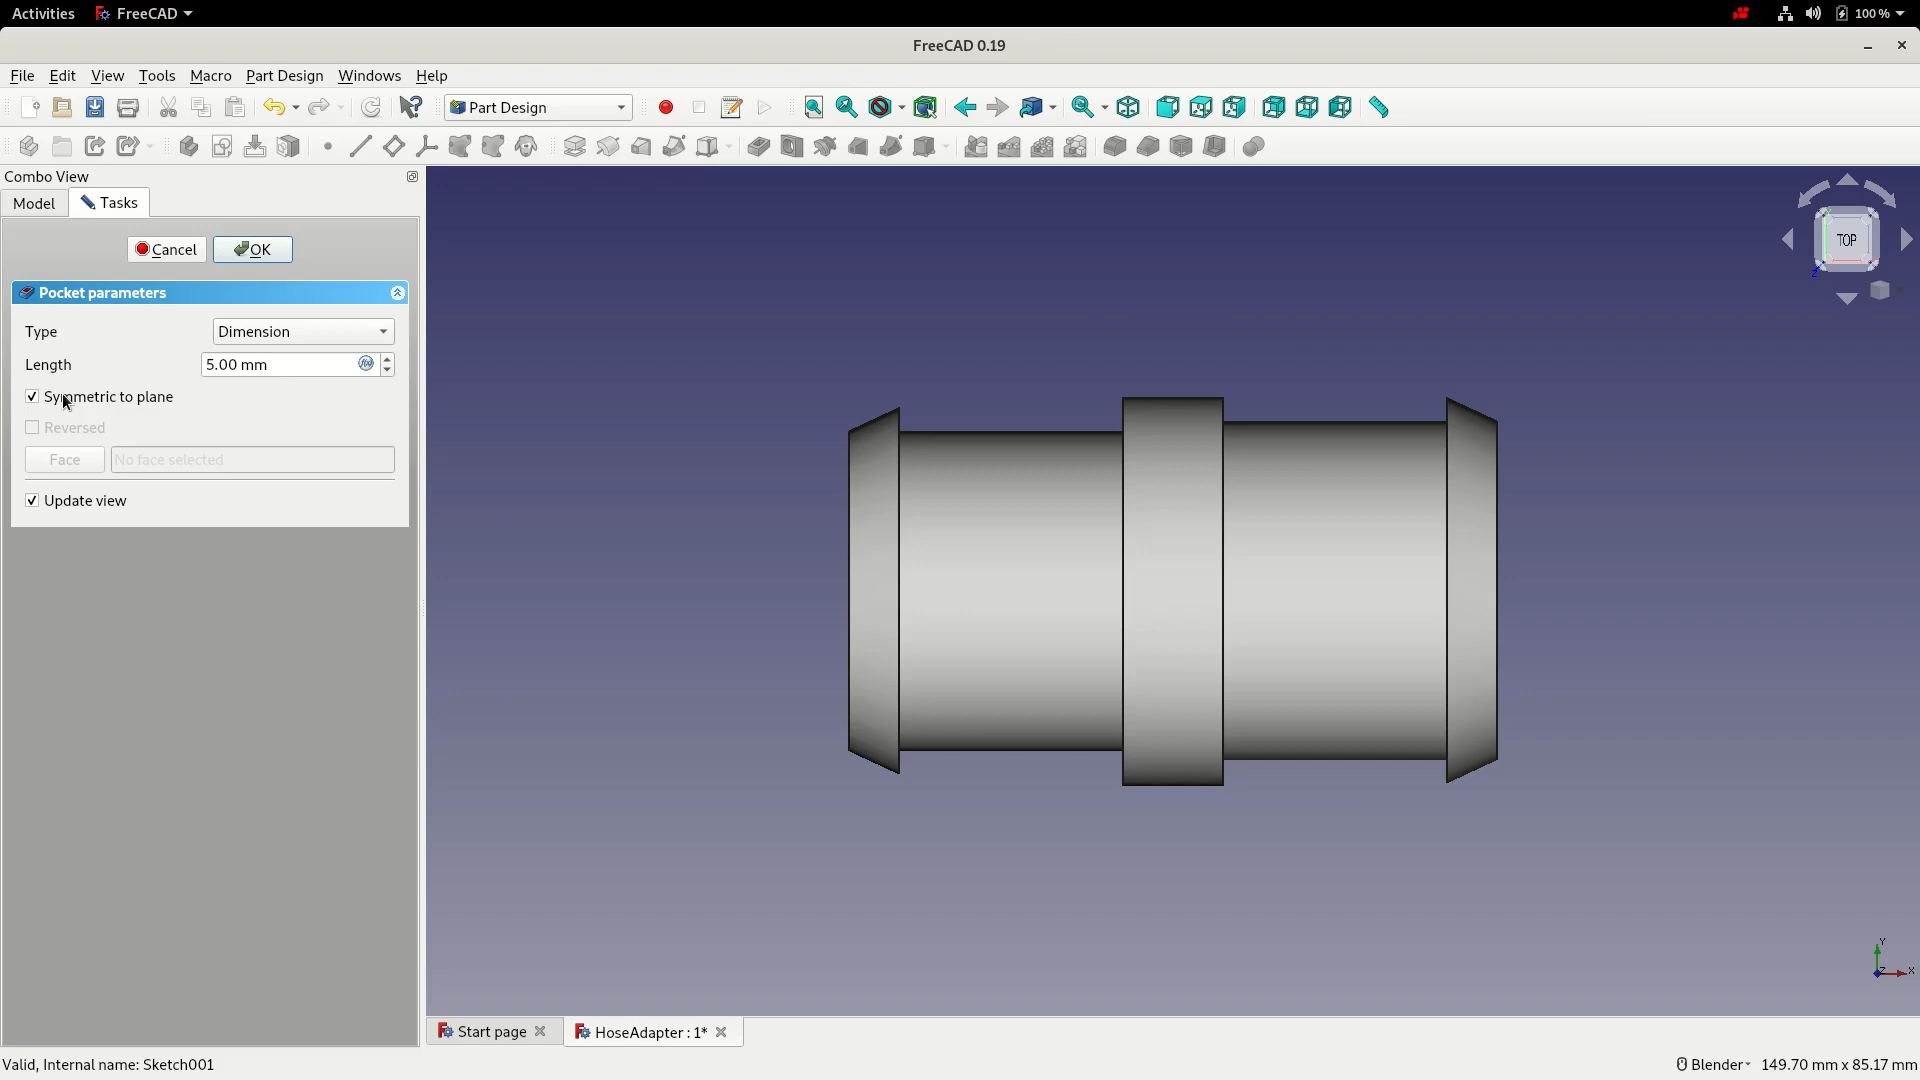 Activities FreeCAD 100 %
FreeCAD 0.19
File Edit View Tools Macro Part Design Windows Help
Part Design
Combo View
Model Tasks
Cancel OK
Pocket parameters
Type Dimension
Length 5.00 mm
Symmetric to plane
Reversed
Face No face selected
Update view
TOP
Z
Y
Z X
Start page HoseAdapter : 1*
Valid, Internal name: Sketch001 Blender 149.70 mm x 85.17 mm